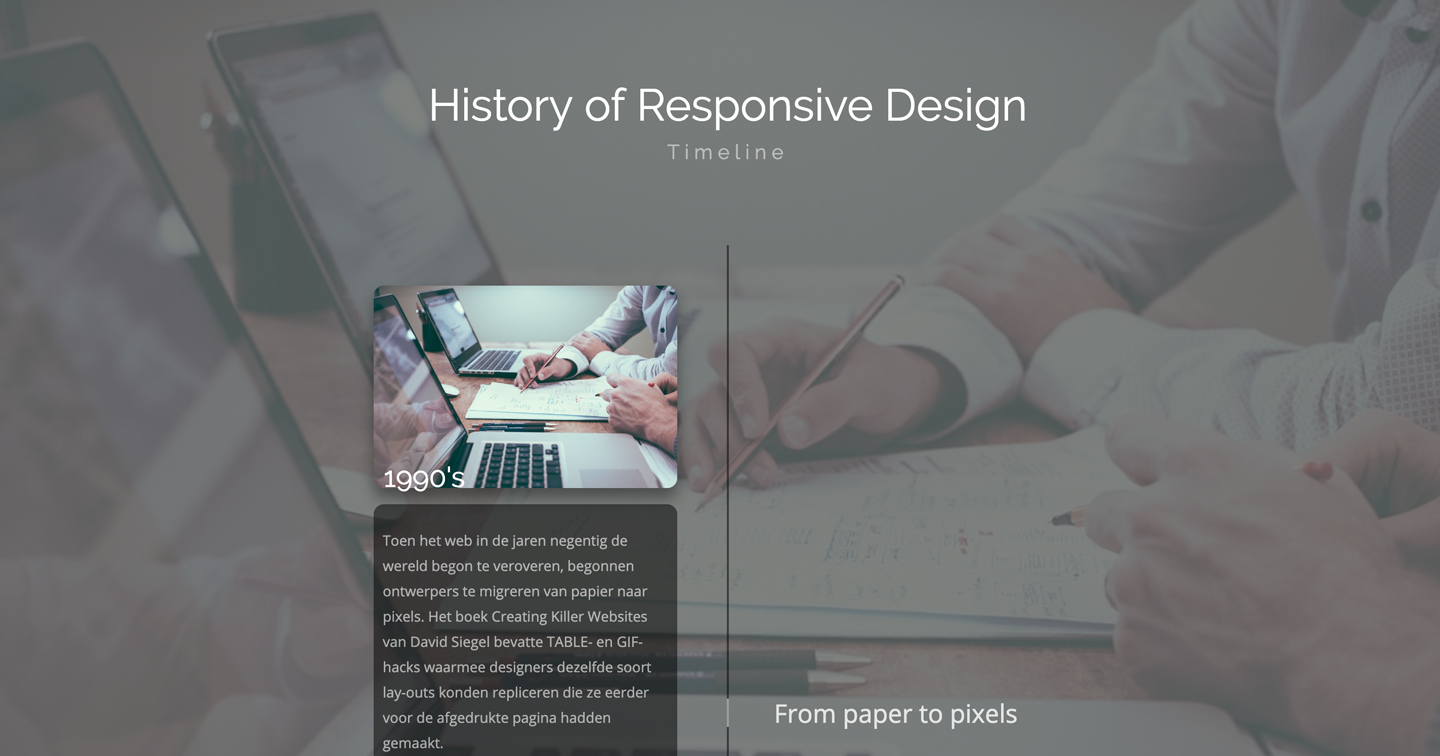 History of Responsive Design
Timeline
1990's
Toen het web in de jaren negentig de
wereld begon te veroveren, begonnen
ontwerpers te migreren van papier naar
pixels. Het boek Creating Killer Websites
van David Siegel bevatte TABLE- en GIF-
hacks waarmee designers dezelfde soort
lay-outs konden repliceren die ze eerder
voor de afgedrukte pagina hadden
gemaakt.
From paper to pixels